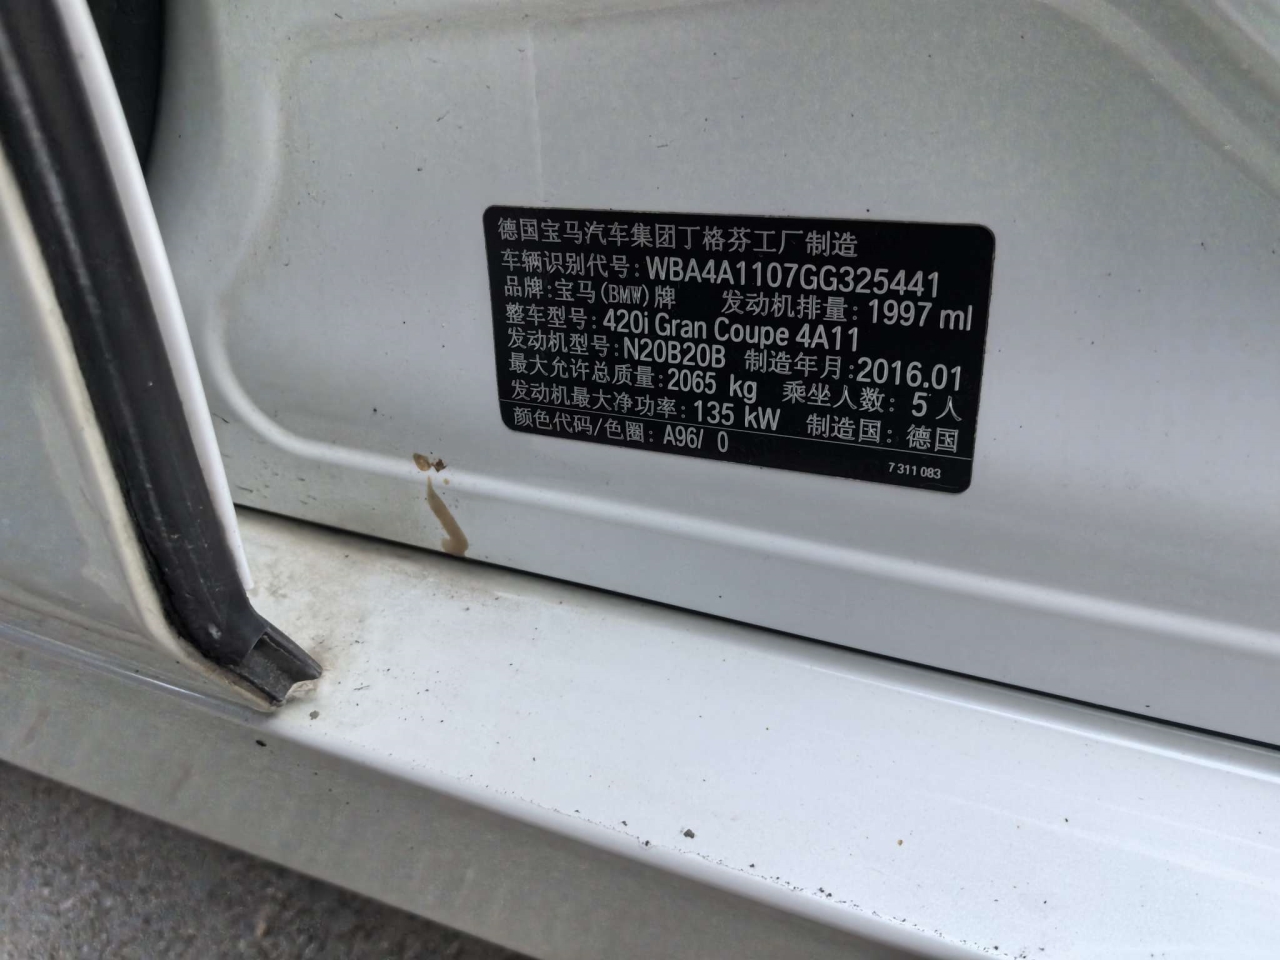 德国宝马汽车集团丁格芬工厂制造
车辆识别代号: WBA4A1107GG325441
品牌: 宝马(BMW)牌 发动机排量: 1997 ml
整车型号: 420i Gran Coupe 4A11
发动机型号: N20B20B 制造年月: 2016.01
最大允许总质量: 2065 kg 乘坐人数: 5 人
发动机最大净功率: 135 kW 制造国: 德国
颜色代码/色圈: A96/ 0
7 311 083